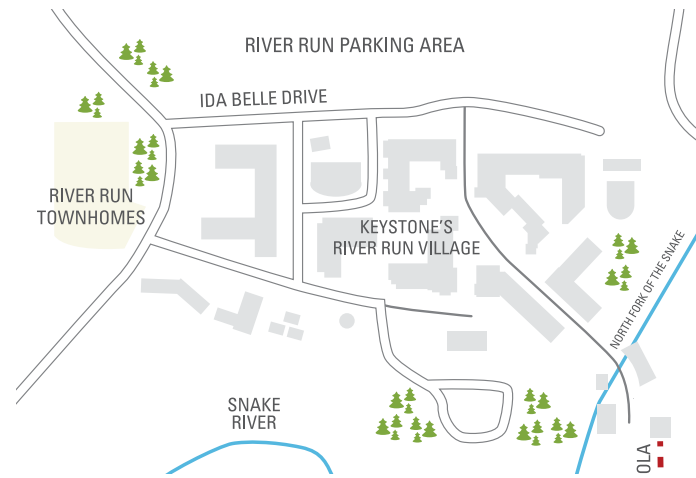 RIVER RUN PARKING AREA
IDA BELLE DRIVE
RIVER RUN
TOWNHOMES
KEYSTONE'S
RIVER RUN VILLAGE
NORTH FORK OF THE SNAKE
SNAKE
RIVER